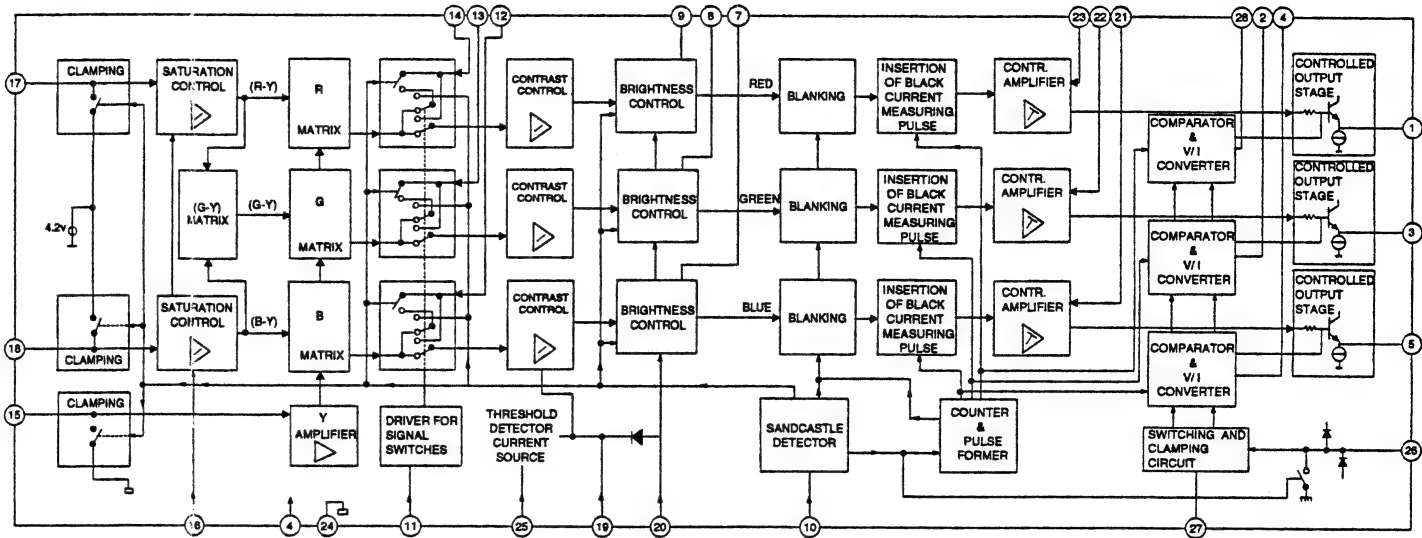 14 13 12 9 8 7 23 22 21 28 2 4
17
CLAMPING
SATURATION
CONTROL
(R-Y)
R
MATRIX
CONTRAST
CONTROL
BRIGHTNESS
CONTROL
RED
BLANKING
INSERTION
OF BLACK
CURRENT
MEASURING
PULSE
CONTR.
AMPLIFIER
COMPARATOR
&
V/I
CONVERTER
CONTROLLED
OUTPUT
STAGE
1
4.2v
(G-Y)
MATRIX
(G-Y)
G
MATRIX
CONTRAST
CONTROL
BRIGHTNESS
CONTROL
GREEN
BLANKING
INSERTION
OF BLACK
CURRENT
MEASURING
PULSE
CONTR.
AMPLIFIER
COMPARATOR
&
V/I
CONVERTER
CONTROLLED
OUTPUT
STAGE
3
18
CLAMPING
SATURATION
CONTROL
(B-Y)
B
MATRIX
CONTRAST
CONTROL
BRIGHTNESS
CONTROL
BLUE
BLANKING
INSERTION
OF BLACK
CURRENT
MEASURING
PULSE
CONTR.
AMPLIFIER
COMPARATOR
&
V/I
CONVERTER
CONTROLLED
OUTPUT
STAGE
5
15
CLAMPING
Y
AMPLIFIER
DRIVER FOR
SIGNAL
SWITCHES
THRESHOLD
DETECTOR
CURRENT
SOURCE
SANDCASTLE
DETECTOR
COUNTER
&
PULSE
FORMER
SWITCHING AND
CLAMPING
CIRCUIT
26
16 4 24 11 25 19 20 10 27